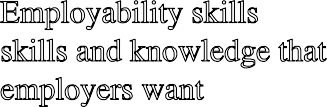 Employability skills
skills and knowledge that
employers want